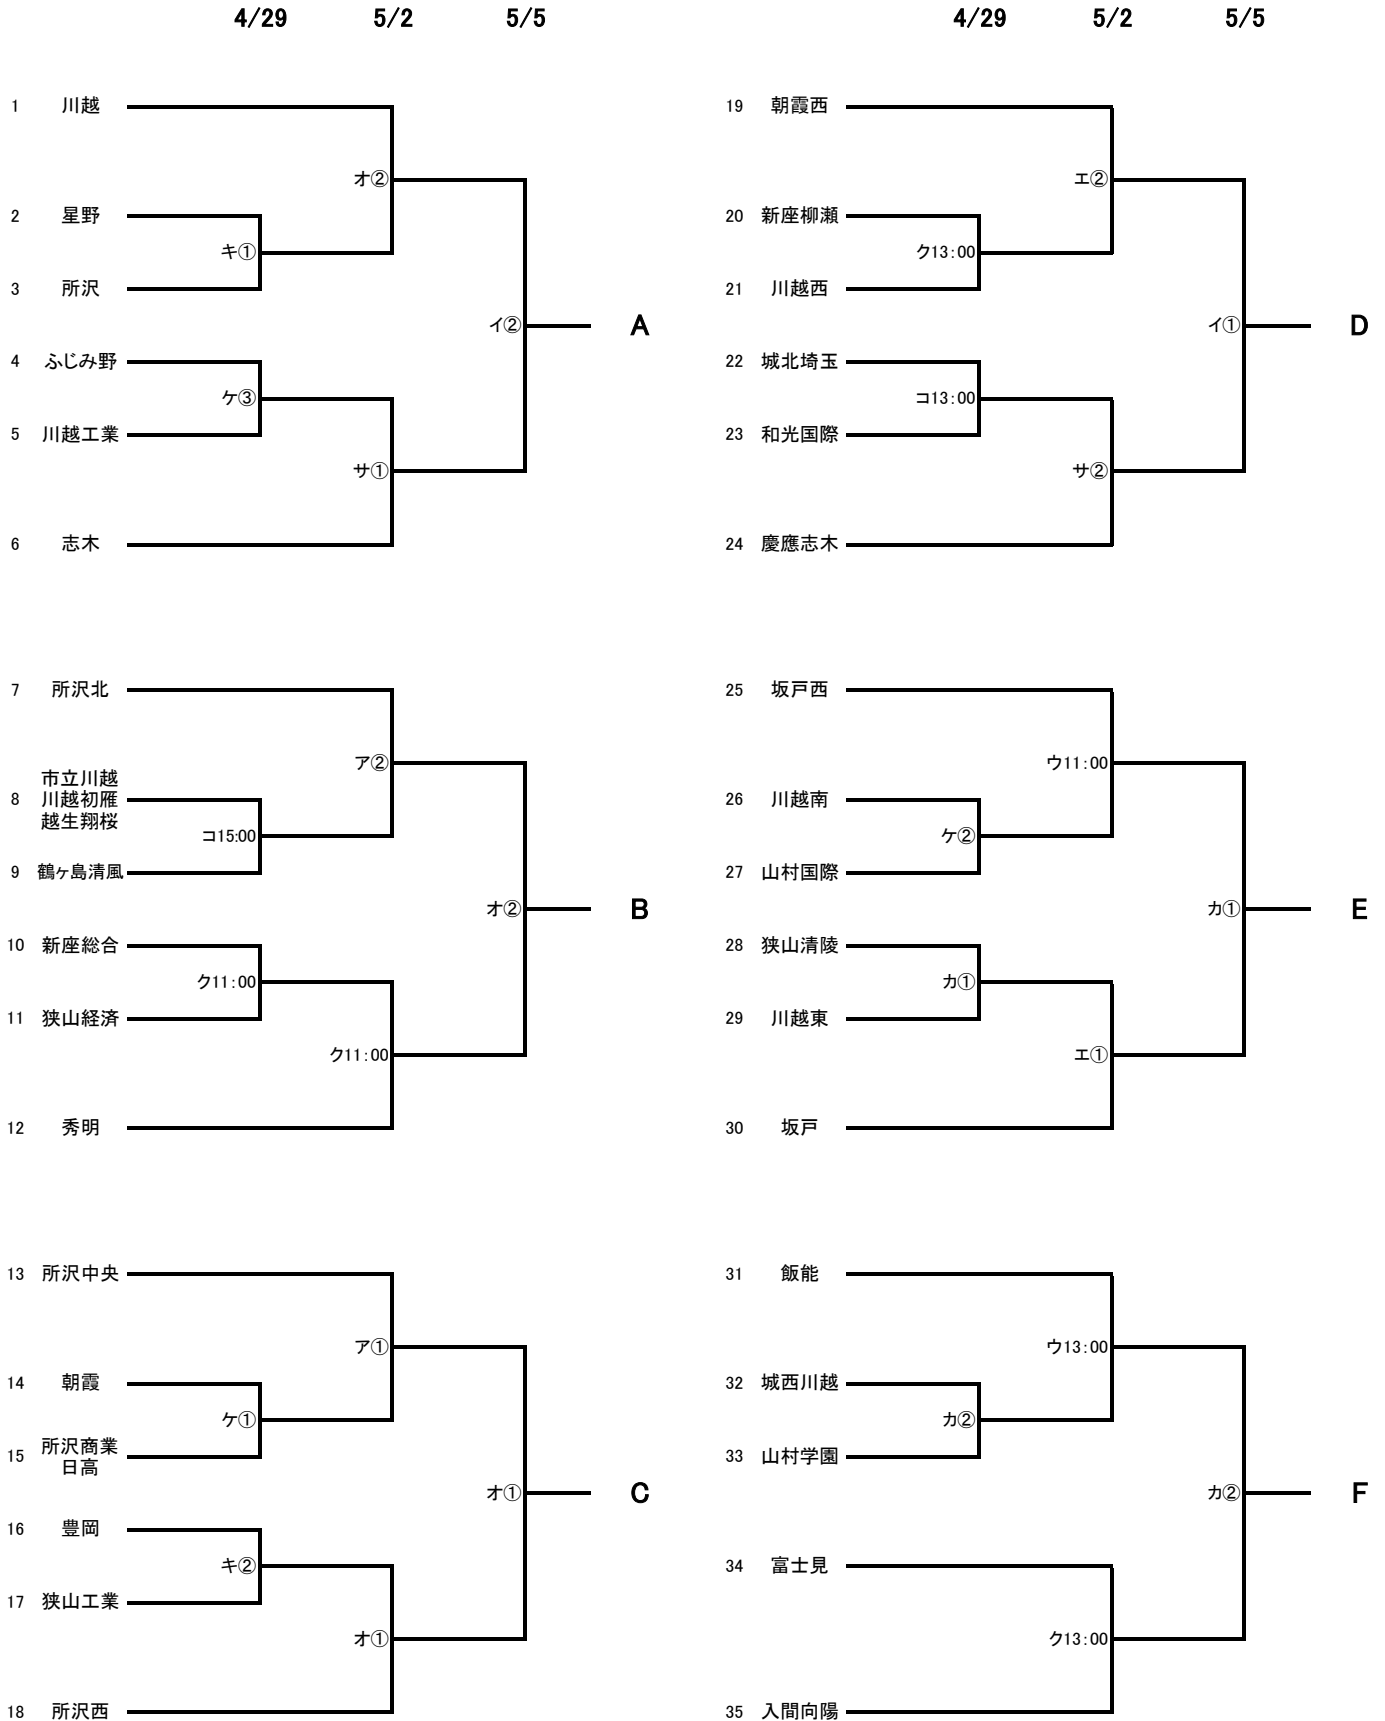 4/29 5/2 5/5
1 川越
オ②
2 星野
キ①
3 所沢
イ② A
4 ふじみ野
ケ③
5 川越工業
サ①
6 志木
7 所沢北
ア②
市立川越
8 川越初雁
越生翔桜
コ15:00
9 鶴ヶ島清風
オ② B
10 新座総合
ク11:00
11 狭山経済
ク11:00
12 秀明
13 所沢中央
ア①
14 朝霞
ケ①
所沢商業
15 日高
オ① C
16 豊岡
キ②
17 狭山工業
オ①
18 所沢西
4/29 5/2 5/5
19 朝霞西
エ②
20 新座柳瀬
ク13:00
21 川越西
イ① D
22 城北埼玉
コ13:00
23 和光国際
サ②
24 慶應志木
25 坂戸西
ウ11:00
26 川越南
ケ②
27 山村国際
カ① E
28 狭山清陵
カ①
29 川越東
エ①
30 坂戸
31 飯能
ウ13:00
32 城西川越
カ②
33 山村学園
カ② F
34 富士見
ク13:00
35 入間向陽